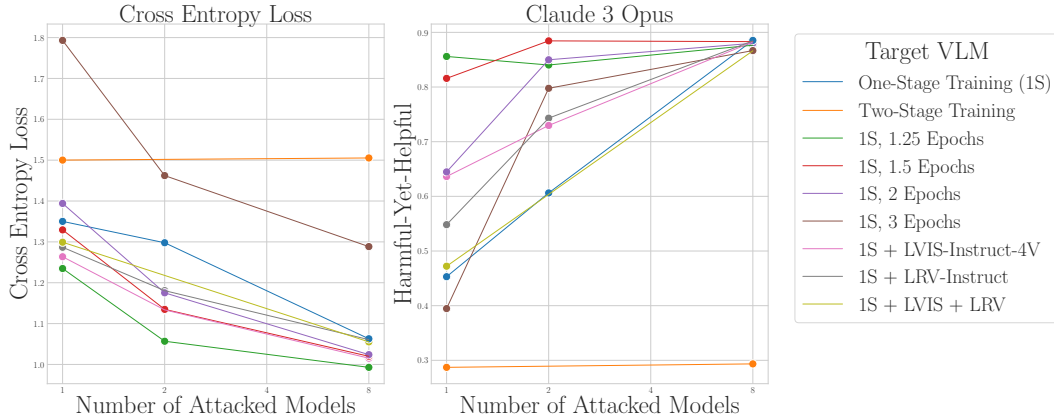 Cross Entropy Loss
Cross Entropy Loss
1.8
1.7
1.6
1.5
1.4
1.3
1.2
1.1
1.0
1
2
4
8
Number of Attacked Models
Claude 3 Opus
Harmful-Yet-Helpful
0.9
0.8
0.7
0.6
0.5
0.4
0.3
1
2
4
8
Number of Attacked Models
Target VLM
One-Stage Training (1S)
Two-Stage Training
1S, 1.25 Epochs
1S, 1.5 Epochs
1S, 2 Epochs
1S, 3 Epochs
1S + LVIS-Instruct-4V
1S + LRV-Instruct
1S + LVIS + LRV